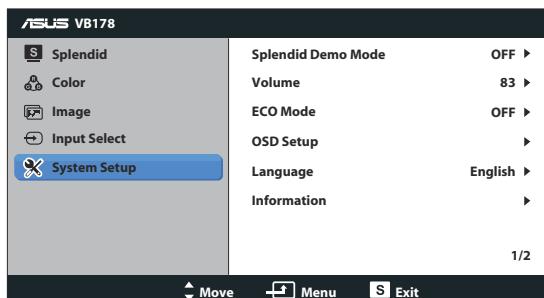 ASUS VB178
S Splendid
Color
Image
Input Select
System Setup
Splendid Demo Mode OFF
Volume 83
ECO Mode OFF
OSD Setup
Language English
Information
1/2
Move Menu S Exit